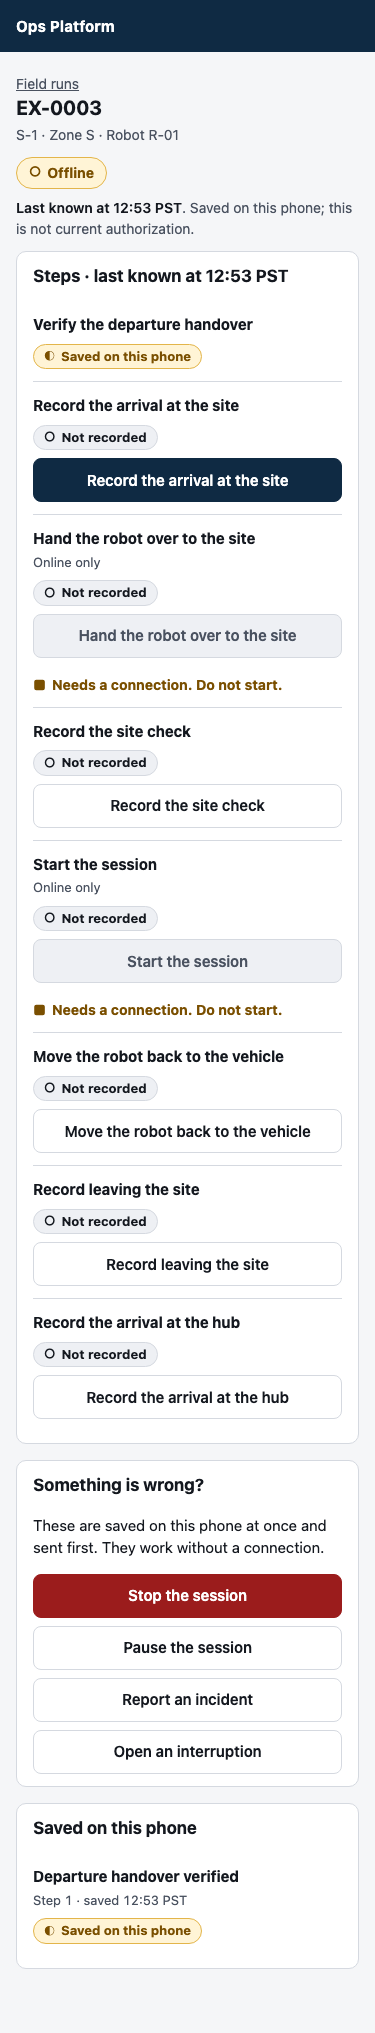 Ops Platform
Field runs
EX-0003
S-1 · Zone S · Robot R-01
Offline
Last known at 12:53 PST. Saved on this phone; this
is not current authorization.
Steps · last known at 12:53 PST
Verify the departure handover
Saved on this phone
Record the arrival at the site
Not recorded
Record the arrival at the site
Hand the robot over to the site
Online only
Not recorded
Hand the robot over to the site
Needs a connection. Do not start.
Record the site check
Not recorded
Record the site check
Start the session
Online only
Not recorded
Start the session
Needs a connection. Do not start.
Move the robot back to the vehicle
Not recorded
Move the robot back to the vehicle
Record leaving the site
Not recorded
Record leaving the site
Record the arrival at the hub
Not recorded
Record the arrival at the hub
Something is wrong?
These are saved on this phone at once and
sent first. They work without a connection.
Stop the session
Pause the session
Report an incident
Open an interruption
Saved on this phone
Departure handover verified
Step 1 · saved 12:53 PST
Saved on this phone